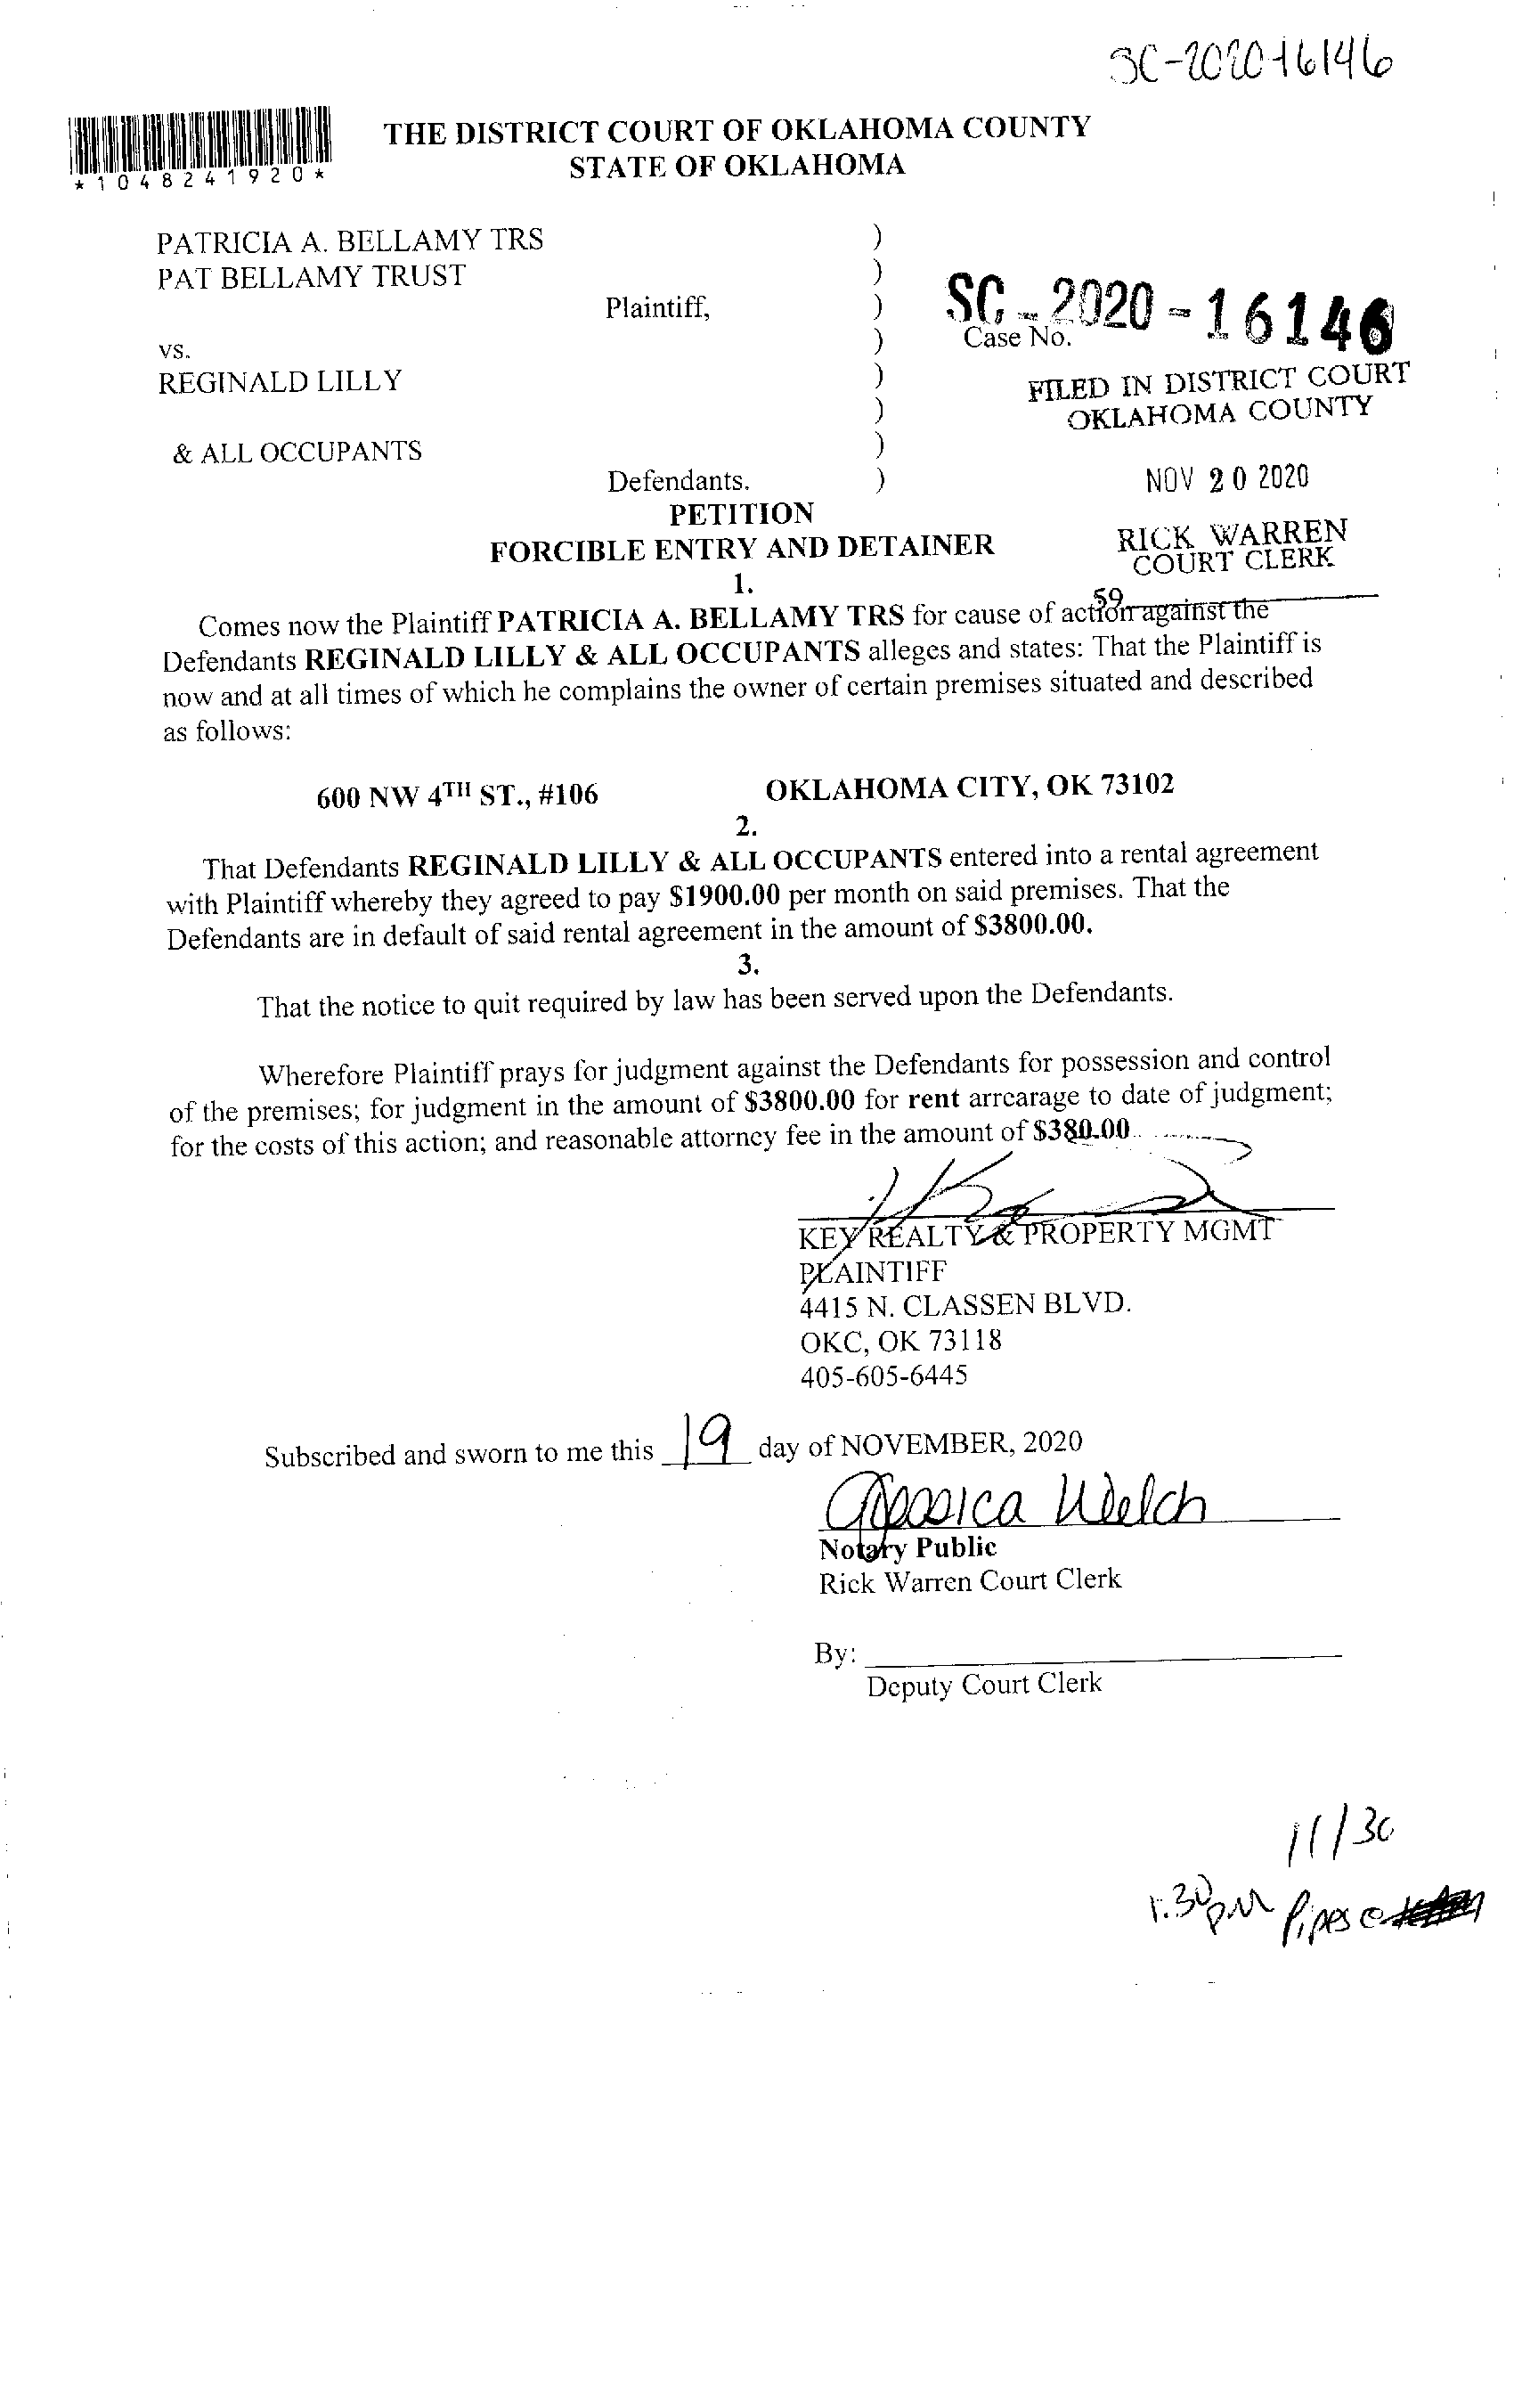 SC-2020-16146
*1048241920*
THE DISTRICT COURT OF OKLAHOMA COUNTY
STATE OF OKLAHOMA
PATRICIA A. BELLAMY TRS )
PAT BELLAMY TRUST )
Plaintiff, )
SC-2020-16146
Case No.
vs. )
REGINALD LILLY )
FILED IN DISTRICT COURT
OKLAHOMA COUNTY
)
& ALL OCCUPANTS )
Defendants. )
NOV 20 2020
PETITION
RICK WARREN
COURT CLERK
FORCIBLE ENTRY AND DETAINER
1.
59
Comes now the Plaintiff PATRICIA A. BELLAMY TRS for cause of action against the
Defendants REGINALD LILLY & ALL OCCUPANTS alleges and states: That the Plaintiff is
now and at all times of which he complains the owner of certain premises situated and described
as follows:
600 NW 4TH ST., #106 OKLAHOMA CITY, OK 73102
2.
That Defendants REGINALD LILLY & ALL OCCUPANTS entered into a rental agreement
with Plaintiff whereby they agreed to pay $1900.00 per month on said premises. That the
Defendants are in default of said rental agreement in the amount of $3800.00.
3.
That the notice to quit required by law has been served upon the Defendants.
Wherefore Plaintiff prays for judgment against the Defendants for possession and control
of the premises; for judgment in the amount of $3800.00 for rent arrearage to date of judgment;
for the costs of this action; and reasonable attorney fee in the amount of $380.00
KEY REALTY & PROPERTY MGMT
PLAINTIFF
4415 N. CLASSEN BLVD.
OKC, OK 73118
405-605-6445
Subscribed and sworn to me this 19 day of NOVEMBER, 2020
Jessica Welch
Notary Public
Rick Warren Court Clerk
By:
Deputy Court Clerk
11/30
1:30pm Pipes